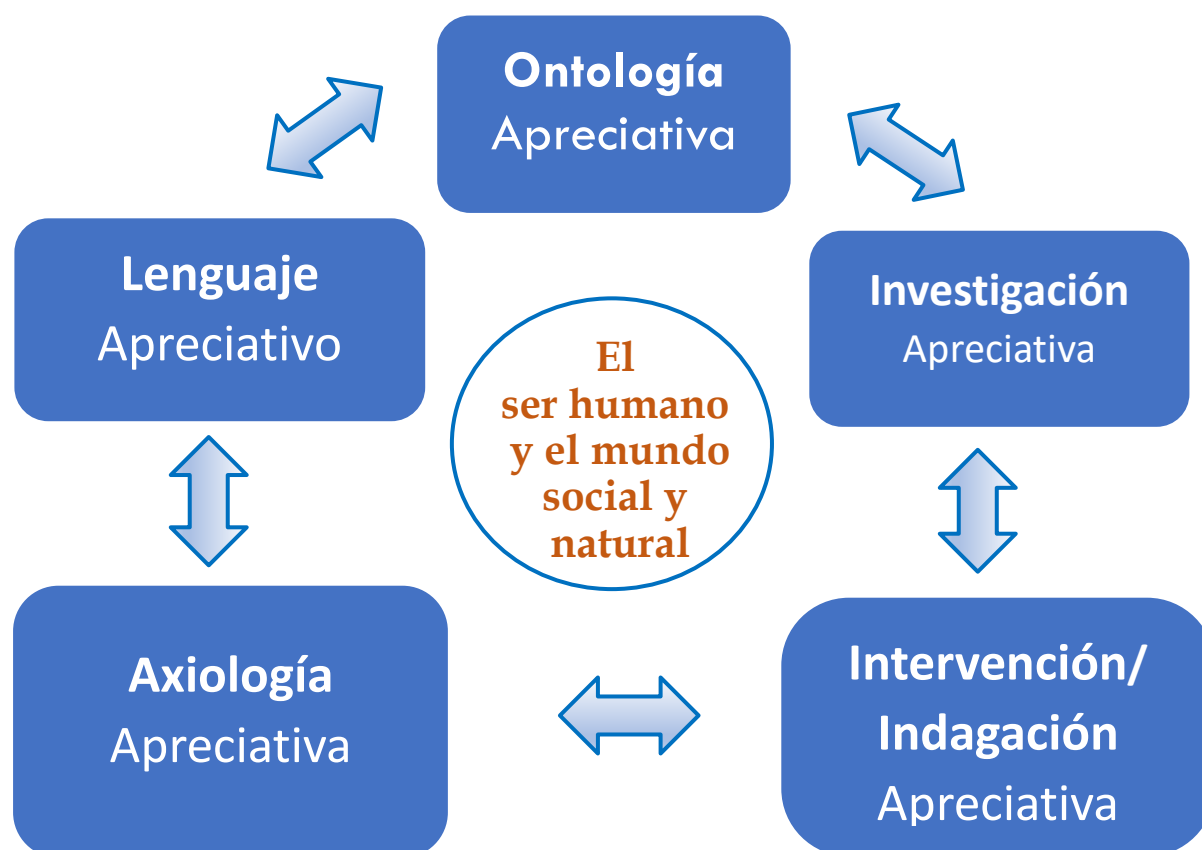 Ontología
Apreciativa
Lenguaje
Apreciativo
Investigación
Apreciativa
El
ser humano
y el mundo
social y
natural
Axiología
Apreciativa
Intervención/
Indagación
Apreciativa